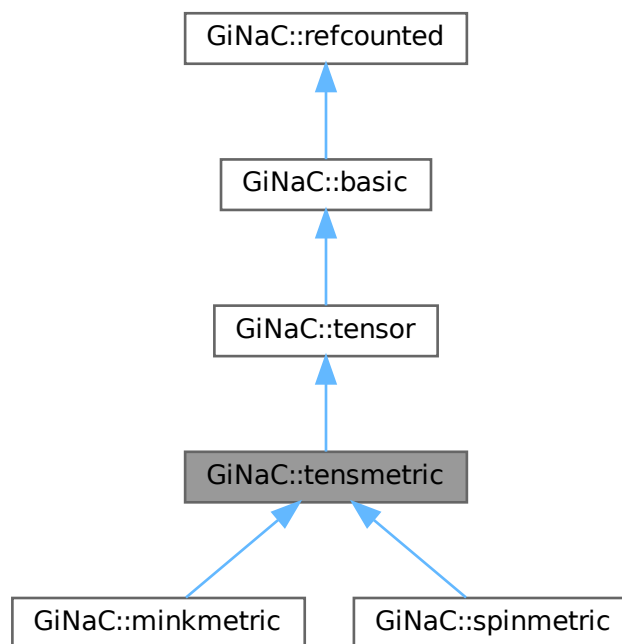 GiNaC::refcounted
GiNaC::basic
GiNaC::tensor
GiNaC::tensmetric
GiNaC::minkmetric
GiNaC::spinmetric